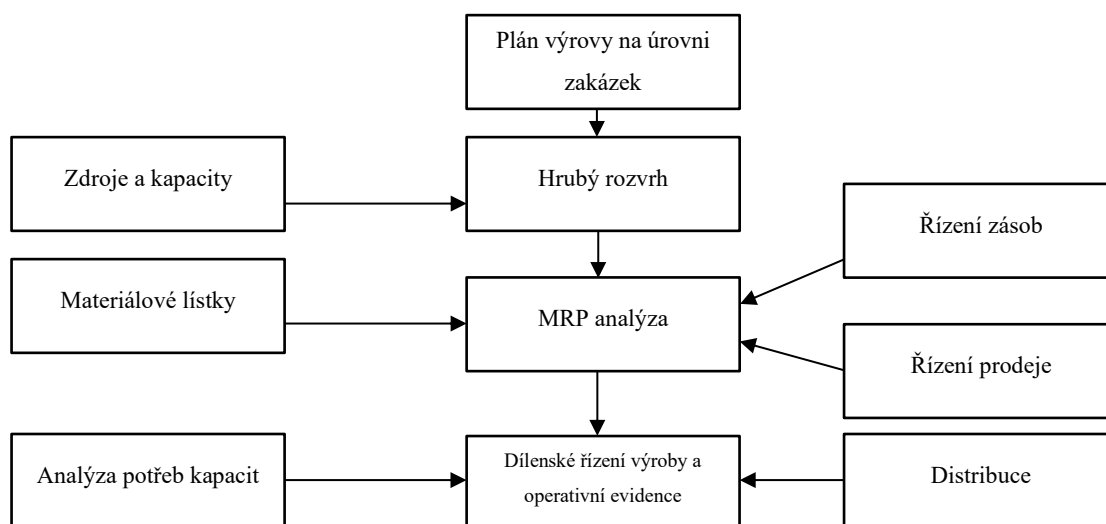 Plán výrovy na úrovni
zakázek
Zdroje a kapacity
Hrubý rozvrh
Řízení zásob
Materiálové lístky
MRP analýza
Řízení prodeje
Analýza potřeb kapacit
Dílenské řízení výroby a
operativní evidence
Distribuce